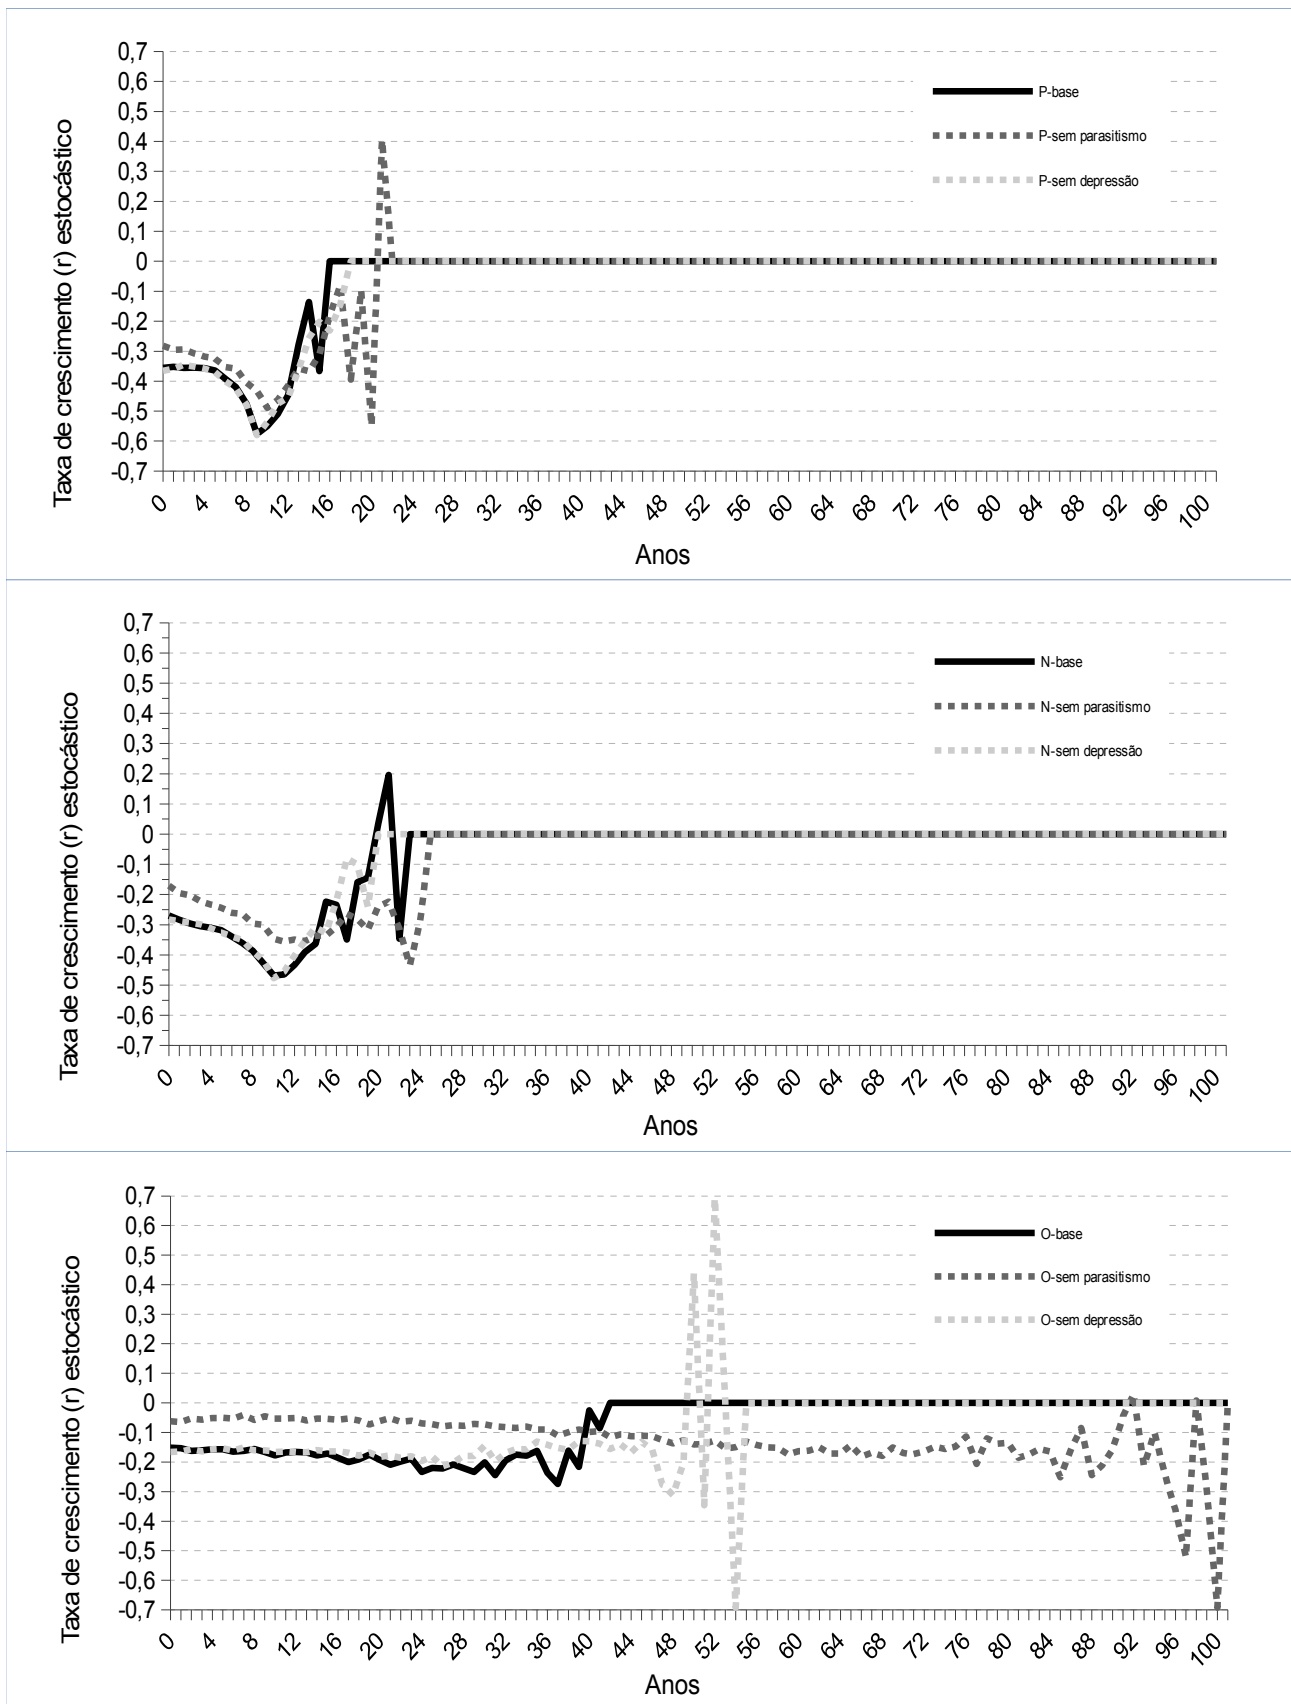 Taxa de crescimento (r) estocástico
0,7
0,6
0,5
0,4
0,3
0,2
0,1
0
-0,1
-0,2
-0,3
-0,4
-0,5
-0,6
-0,7
P-base
P-sem parasitismo
P-sem depressão
0 4 8 12 16 20 24 28 32 36 40 44 48 52 56 60 64 68 72 76 80 84 88 92 96 100
Anos
Taxa de crescimento (r) estocástico
0,7
0,6
0,5
0,4
0,3
0,2
0,1
0
-0,1
-0,2
-0,3
-0,4
-0,5
-0,6
-0,7
N-base
N-sem parasitismo
N-sem depressão
0 4 8 12 16 20 24 28 32 36 40 44 48 52 56 60 64 68 72 76 80 84 88 92 96 100
Anos
Taxa de crescimento (r) estocástico
0,7
0,6
0,5
0,4
0,3
0,2
0,1
0
-0,1
-0,2
-0,3
-0,4
-0,5
-0,6
-0,7
O-base
O-sem parasitismo
O-sem depressão
0 4 8 12 16 20 24 28 32 36 40 44 48 52 56 60 64 68 72 76 80 84 88 92 96 100
Anos